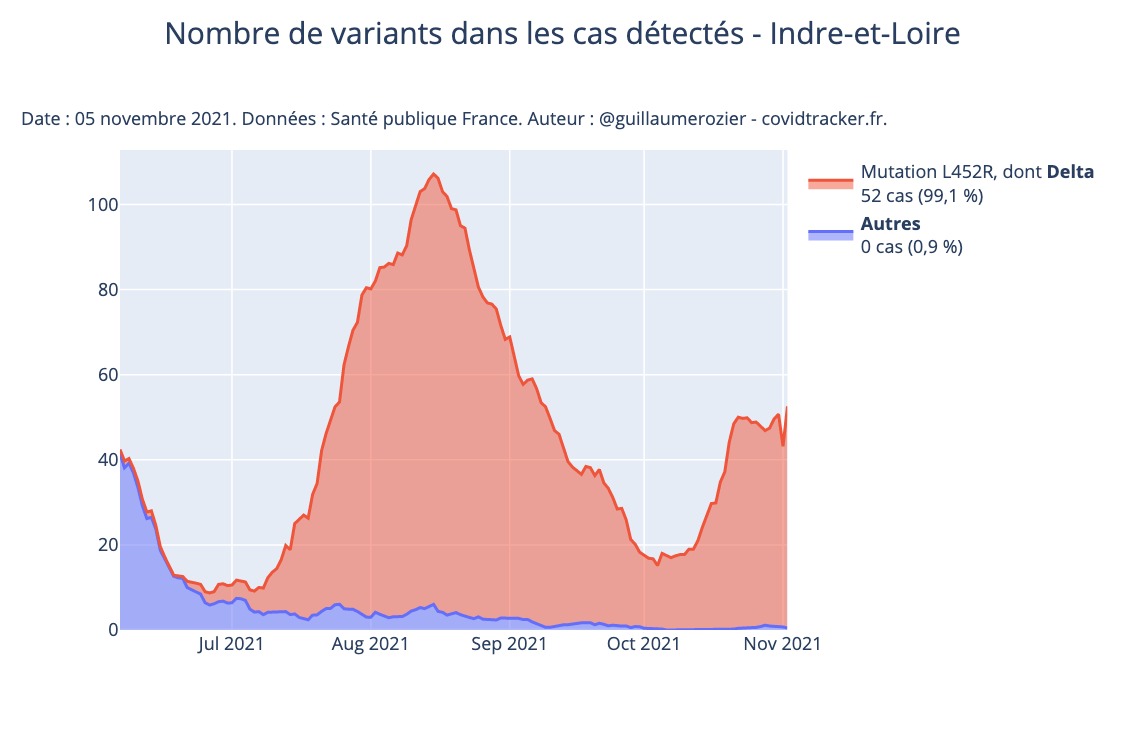 Nombre de variants dans les cas détectés - Indre-et-Loire
Date : 05 novembre 2021. Données : Santé publique France. Auteur : @guillaumerozier - covidtracker.fr.
Mutation L452R, dont Delta
52 cas (99,1 %)
Autres
0 cas (0,9 %)
100
80
60
40
20
0
Jul 2021
Aug 2021
Sep 2021
Oct 2021
Nov 2021